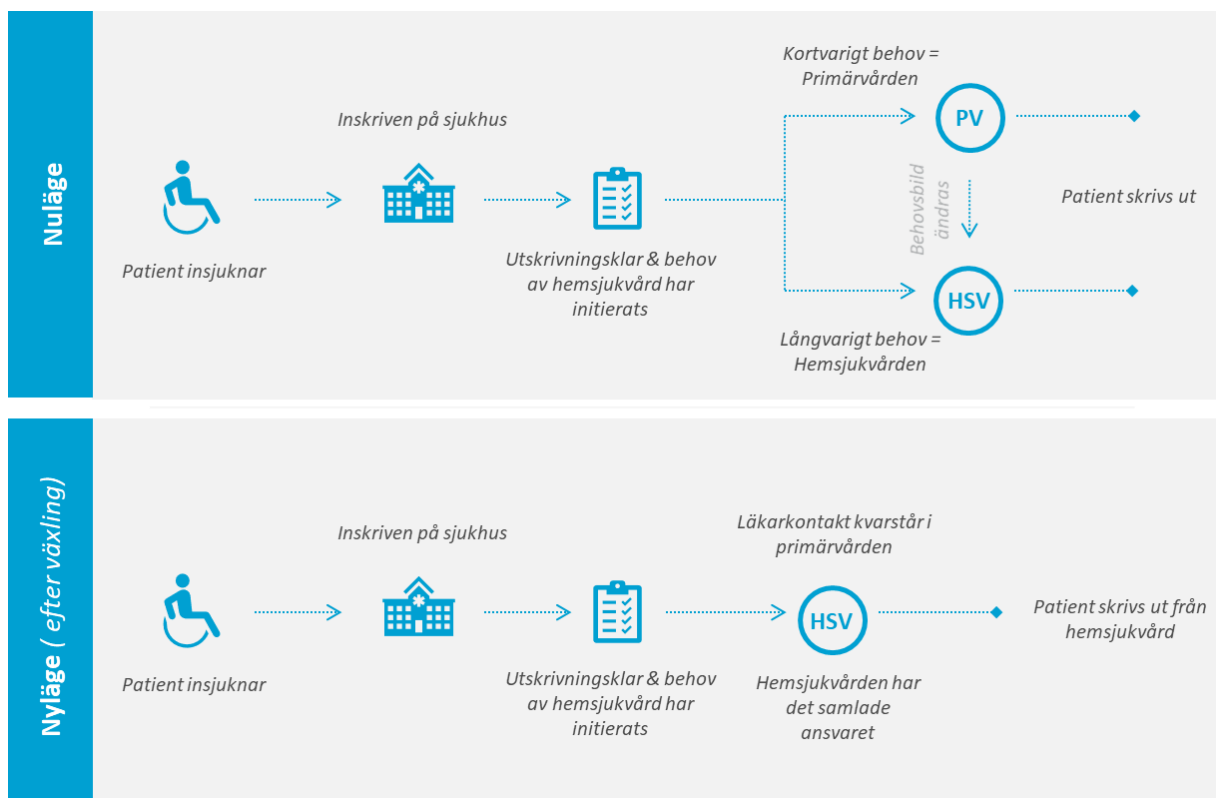 Nuläge
Kortvarigt behov =
Primärvården
Inskriven på sjukhus
PV
Patient insjuknar
Utskrivningsklar & behov
av hemsjukvård har
initierats
Behovsbild
ändras
Patient skrivs ut
HSV
Långvarigt behov =
Hemsjukvården
Nyläge ( efter växling)
Inskriven på sjukhus
Läkarkontakt kvarstår i
primärvården
HSV
Patient skrivs ut från
hemsjukvård
Patient insjuknar
Utskrivningsklar & behov
av hemsjukvård har
initierats
Hemsjukvården har
det samlade
ansvaret